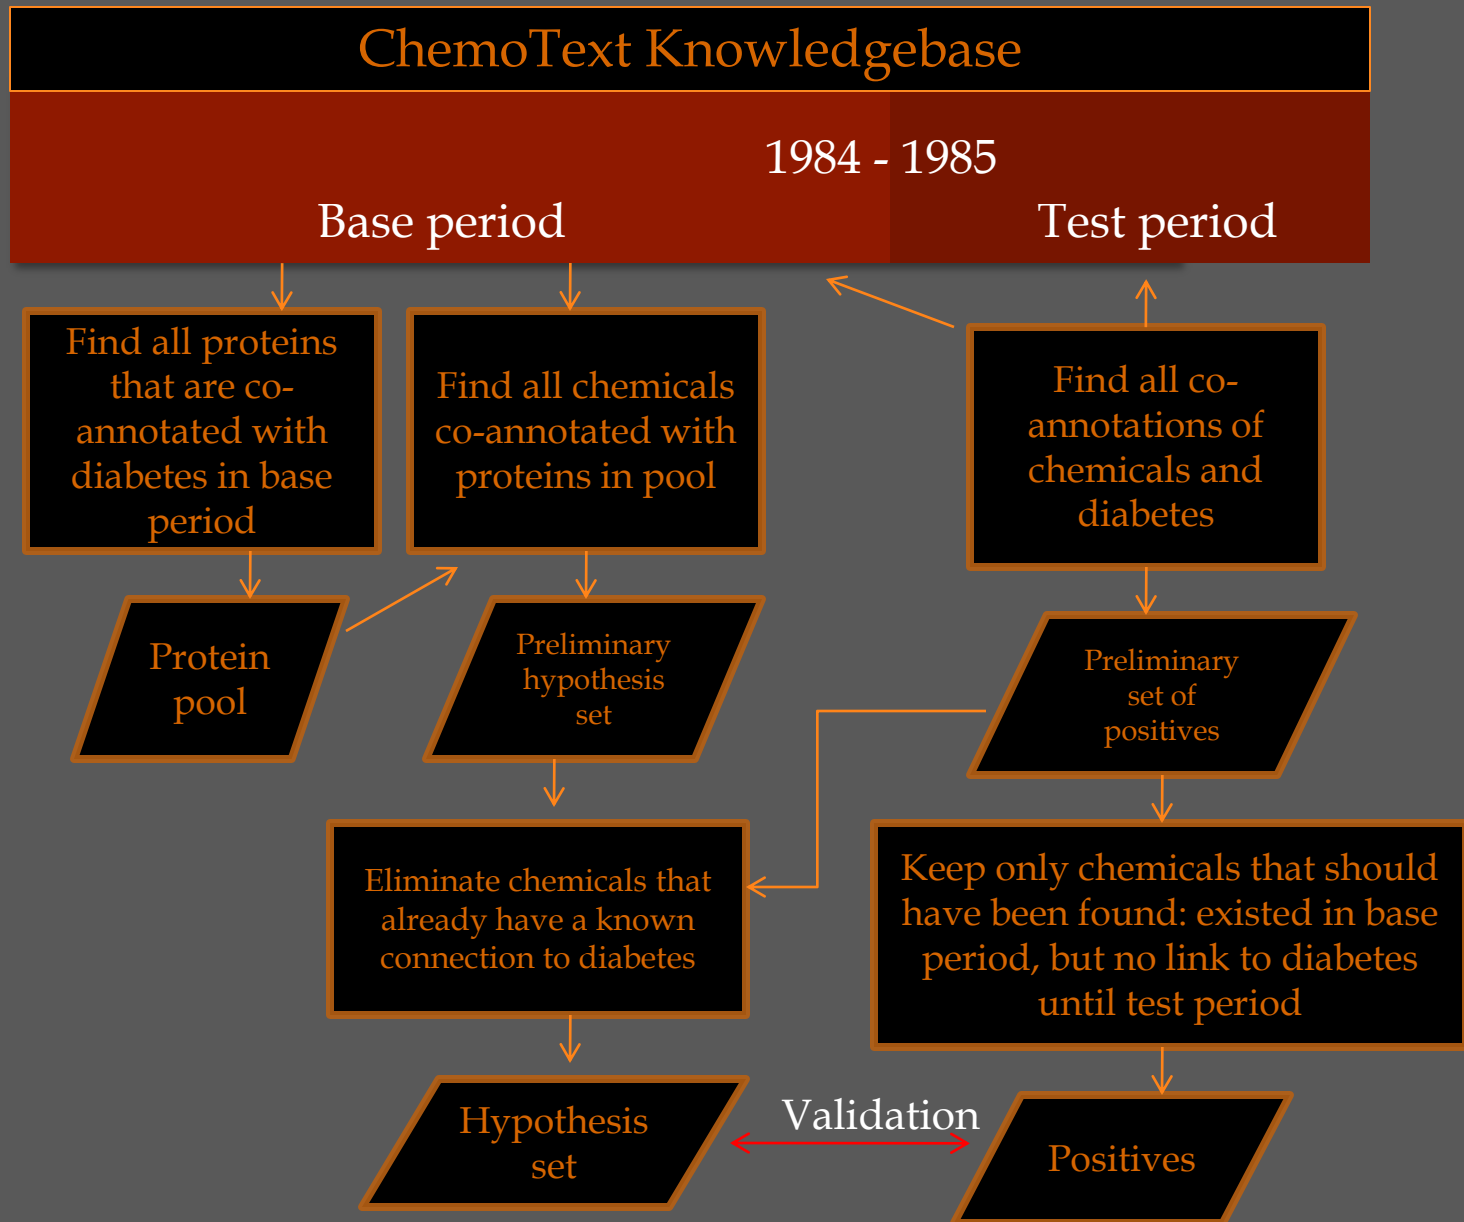 ChemoText Knowledgebase
1984 - 1985
Base period
Test period
Find all proteins
that are co-
annotated with
diabetes in base
period
Find all chemicals
co-annotated with
proteins in pool
Find all co-
annotations of
chemicals and
diabetes
Protein
pool
Preliminary
hypothesis
set
Preliminary
set of
positives
Eliminate chemicals that
already have a known
connection to diabetes
Keep only chemicals that should
have been found: existed in base
period, but no link to diabetes
until test period
Hypothesis
set
Validation
Positives